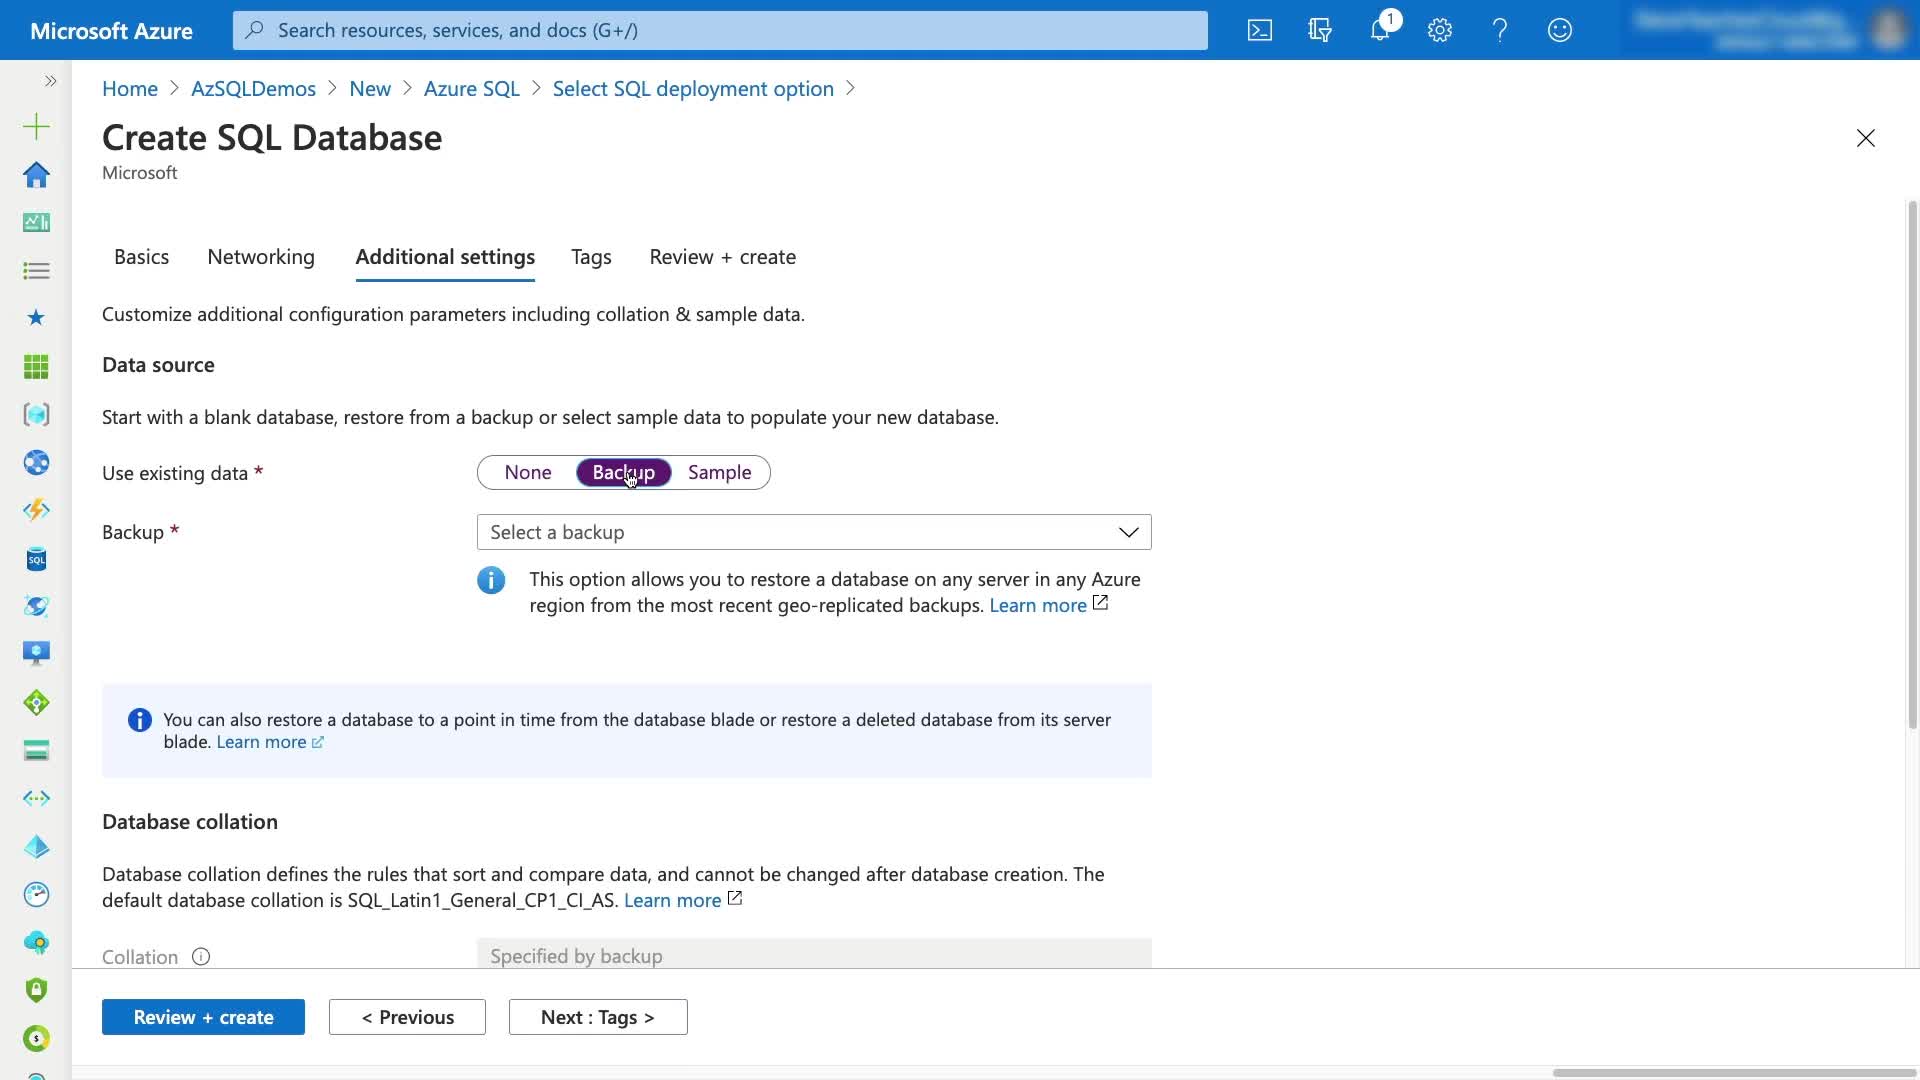 Microsoft Azure
Search resources, services, and docs (G+/)
1
Home > AzSQLDemos > New > Azure SQL > Select SQL deployment option >
Create SQL Database
Microsoft
Basics
Networking
Additional settings
Tags
Review + create
Customize additional configuration parameters including collation & sample data.
Data source
Start with a blank database, restore from a backup or select sample data to populate your new database.
Use existing data *
None
Backup
Sample
Backup *
Select a backup
This option allows you to restore a database on any server in any Azure
region from the most recent geo-replicated backups. Learn more
You can also restore a database to a point in time from the database blade or restore a deleted database from its server
blade. Learn more
Database collation
Database collation defines the rules that sort and compare data, and cannot be changed after database creation. The
default database collation is SQL_Latin1_General_CP1_CI_AS. Learn more
Collation
Specified by backup
Review + create
< Previous
Next : Tags >
SQL